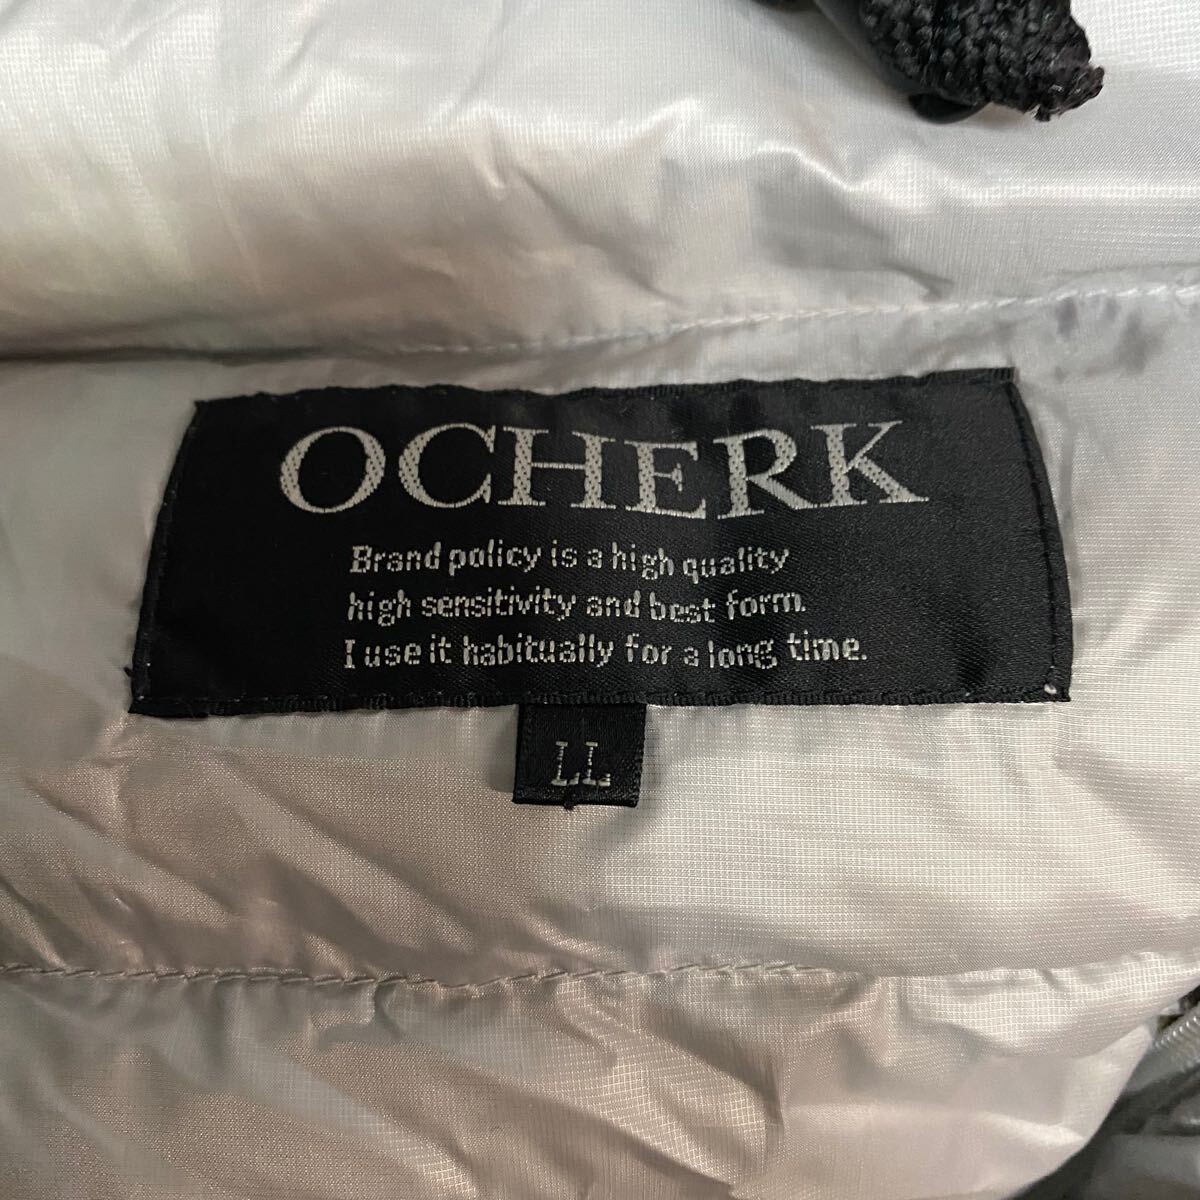 OCHERK
Brand policy is a high quality
high sensitivity and best form.
I use it habitually for a long time.
LL